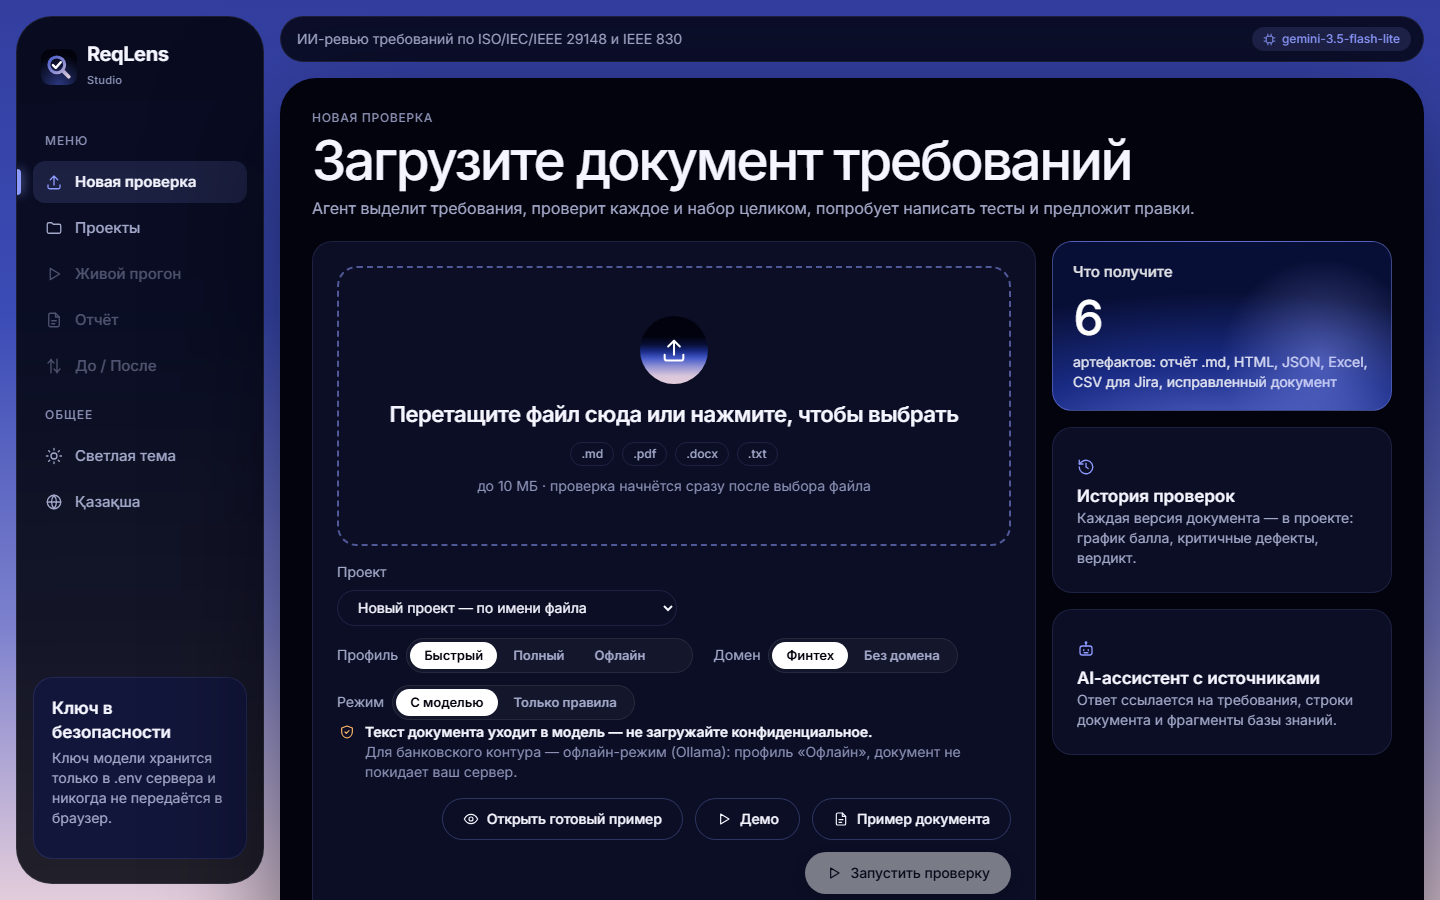 ReqLens
Studio
МЕНЮ
Новая проверка
Проекты
Живой прогон
Отчёт
До / После
ОБЩЕЕ
Светлая тема
Қазақша
Ключ в
безопасности
Ключ модели хранится
только в .env сервера и
никогда не передаётся в
браузер.
ИИ-ревью требований по ISO/IEC/IEEE 29148 и IEEE 830
gemini-3.5-flash-lite
НОВАЯ ПРОВЕРКА
Загрузите документ требований
Агент выделит требования, проверит каждое и набор целиком, попробует написать тесты и предложит правки.
Перетащите файл сюда или нажмите, чтобы выбрать
.md .pdf .docx .txt
до 10 МБ · проверка начнётся сразу после выбора файла
Проект
Новый проект — по имени файла
Профиль Быстрый Полный Офлайн Домен Финтех Без домена
Режим С моделью Только правила
Текст документа уходит в модель — не загружайте конфиденциальное.
Для банковского контура — офлайн-режим (Ollama): профиль «Офлайн», документ не
покидает ваш сервер.
Открыть готовый пример Демо Пример документа
Запустить проверку
Что получите
6
артефактов: отчёт .md, HTML, JSON, Excel,
CSV для Jira, исправленный документ
История проверок
Каждая версия документа — в проекте:
график балла, критичные дефекты,
вердикт.
AI-ассистент с источниками
Ответ ссылается на требования, строки
документа и фрагменты базы знаний.